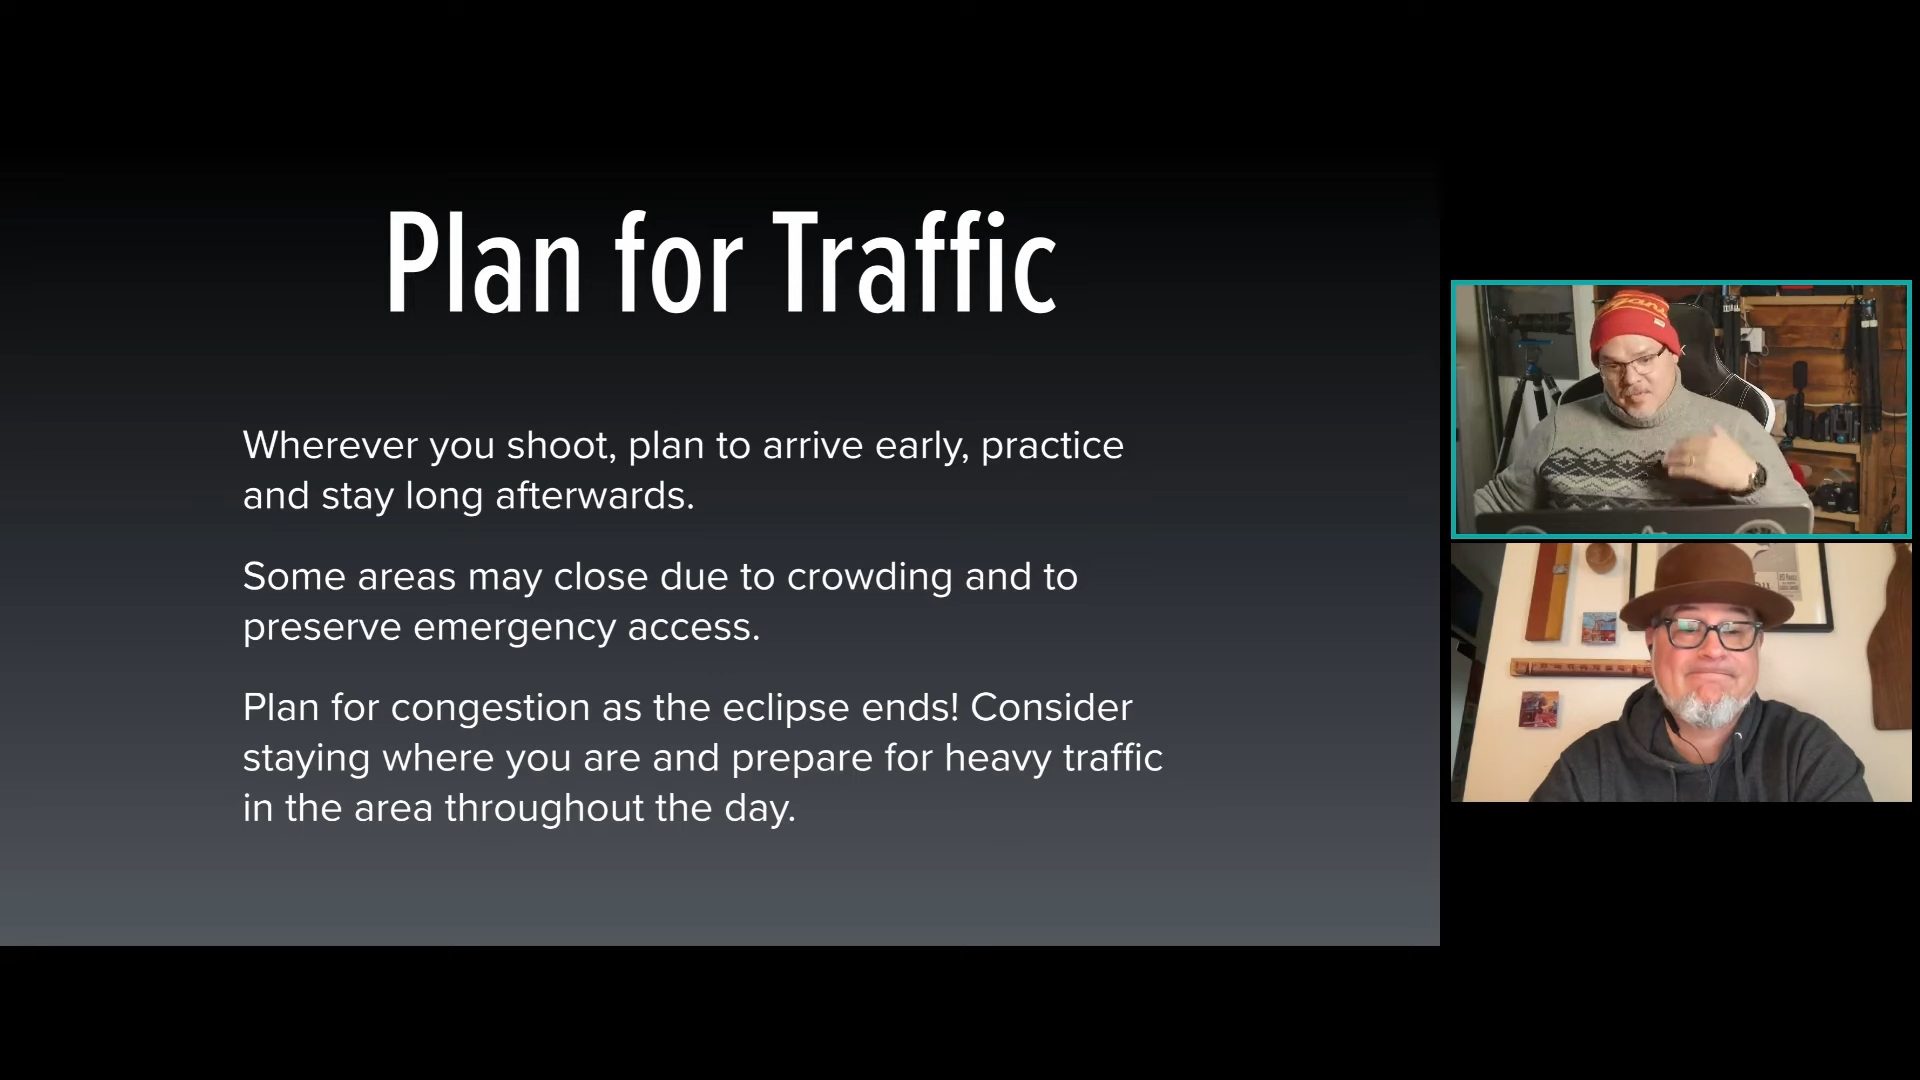 Plan for Traffic
Wherever you shoot, plan to arrive early, practice
and stay long afterwards.
Some areas may close due to crowding and to
preserve emergency access.
Plan for congestion as the eclipse ends! Consider
staying where you are and prepare for heavy traffic
in the area throughout the day.